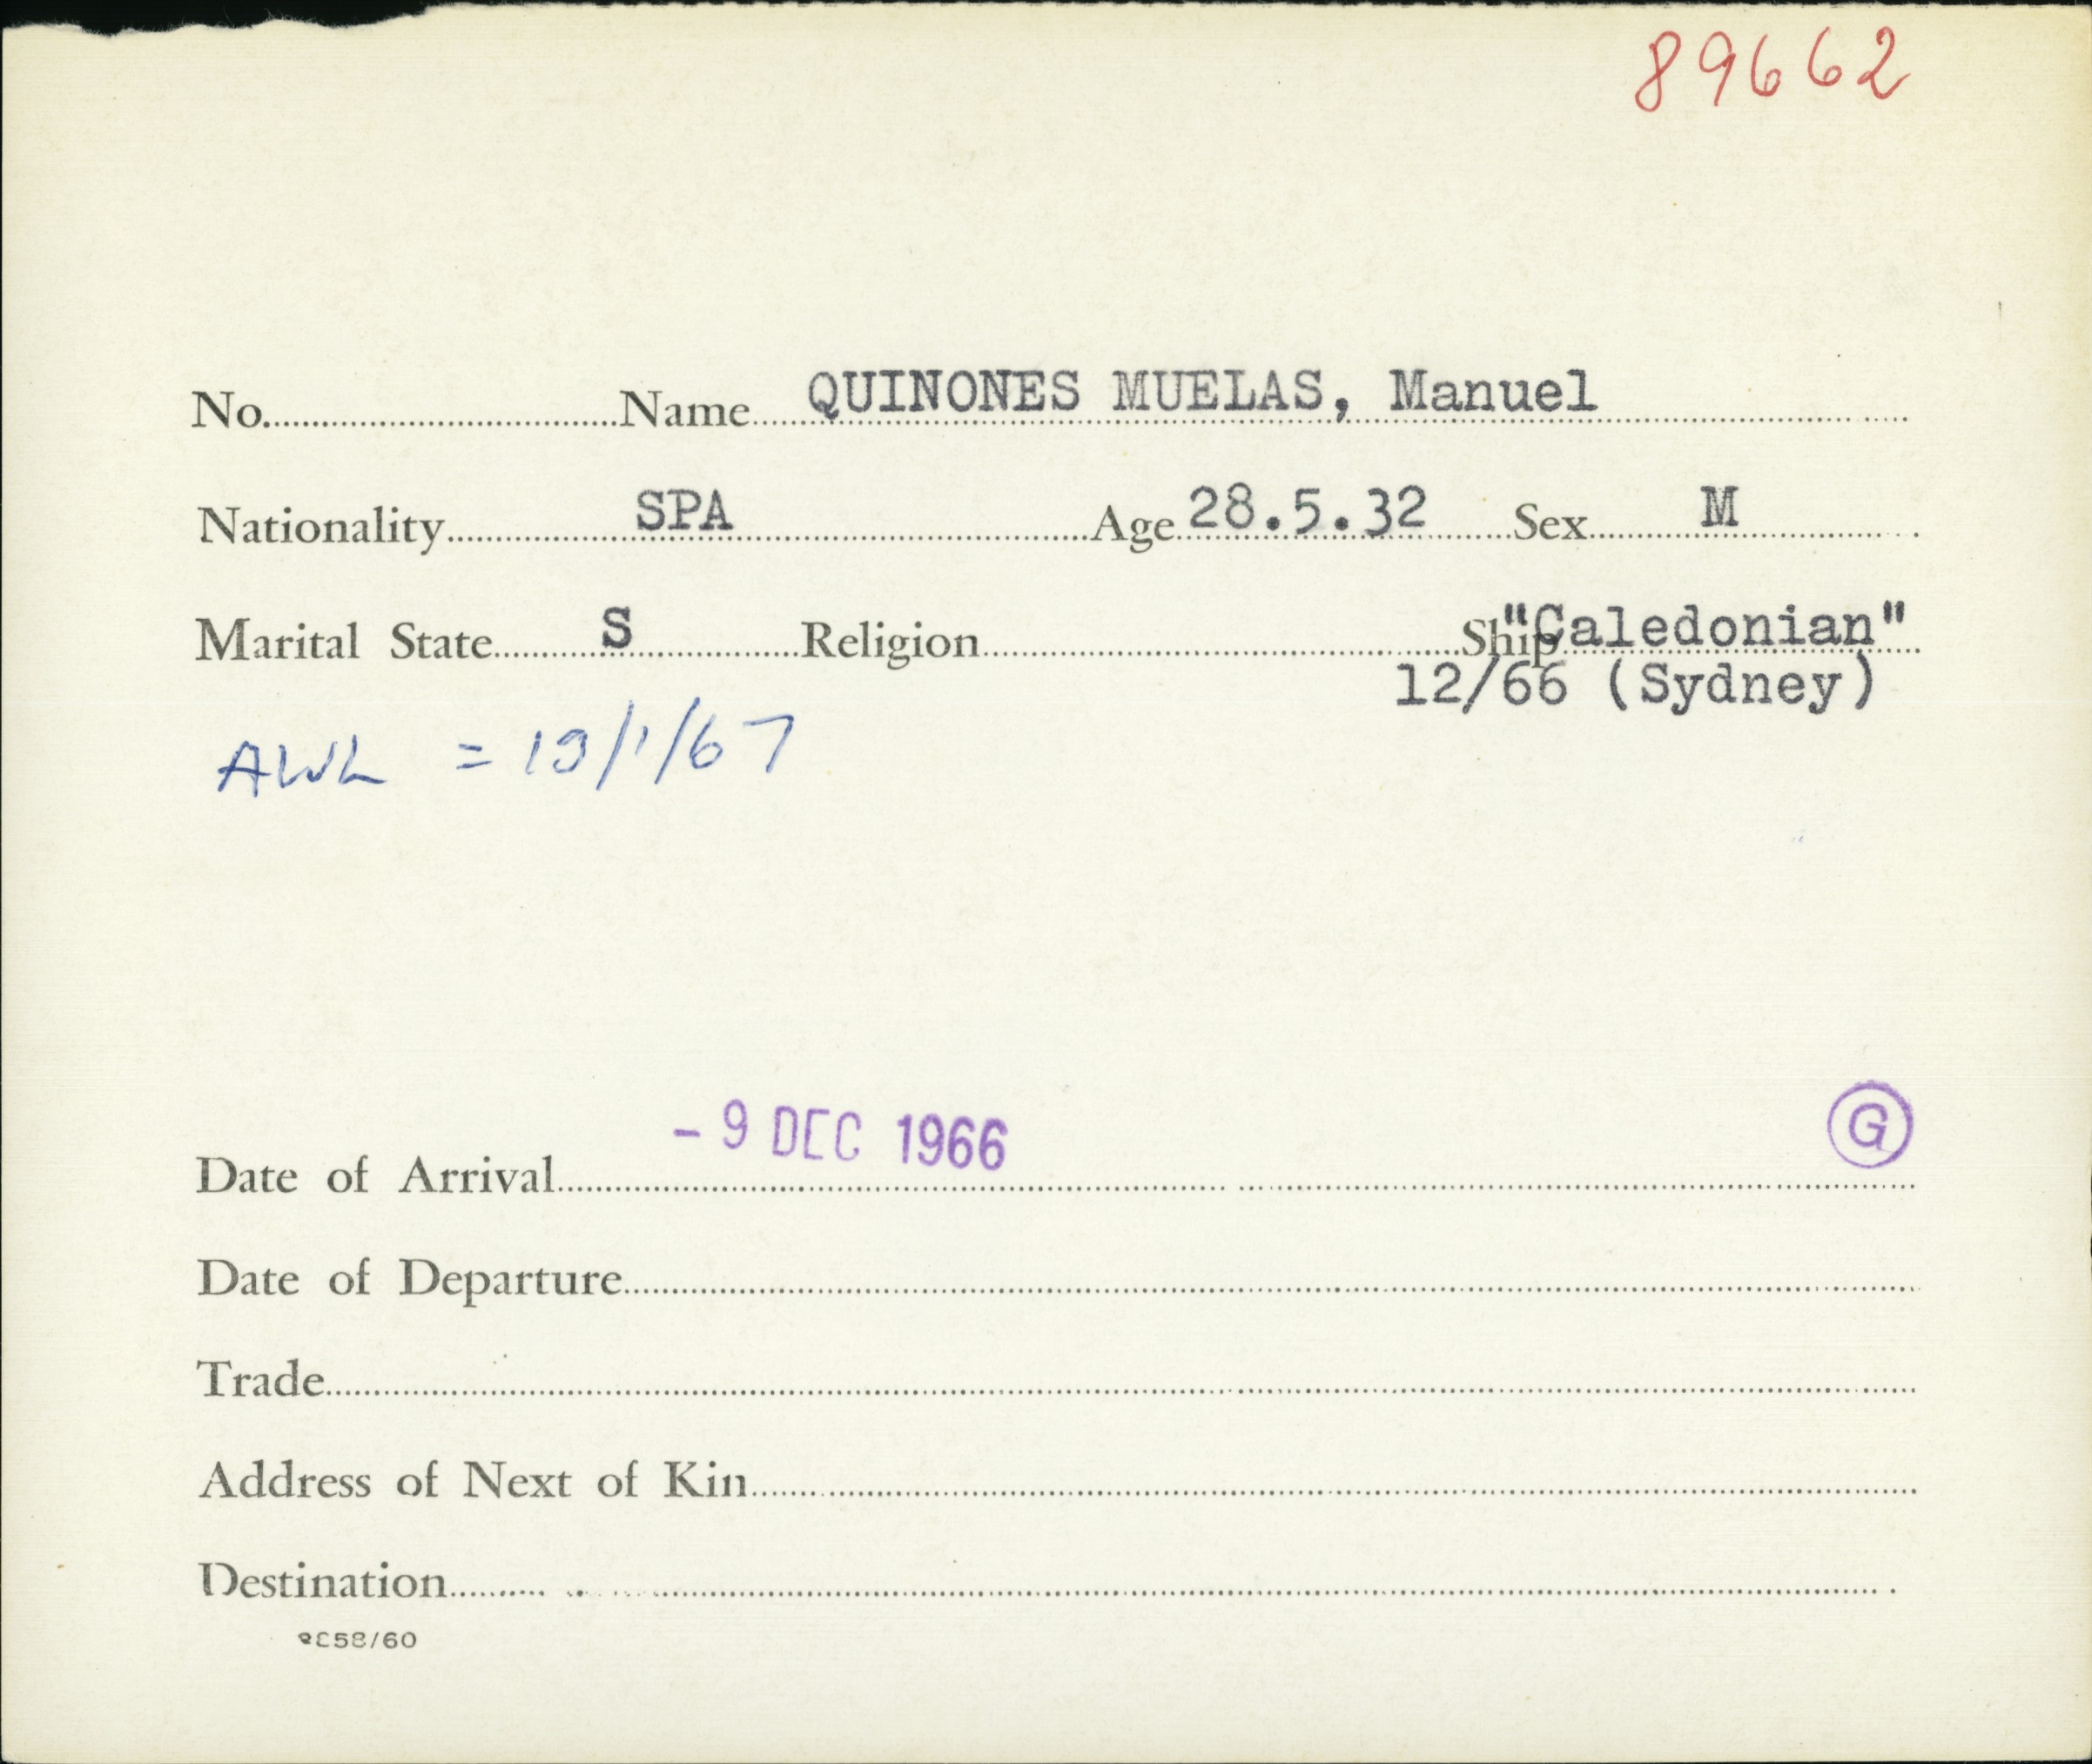 89662
No. Name QUINONES MUELAS, Manuel
Nationality SPA Age 28.5.32 Sex M
Marital State S Religion Ship "Caledonian"
12/66 (Sydney)
AWL = 19/1/67
- 9 DEC 1966 G
Date of Arrival
Date of Departure
Trade
Address of Next of Kin
Destination
58/60